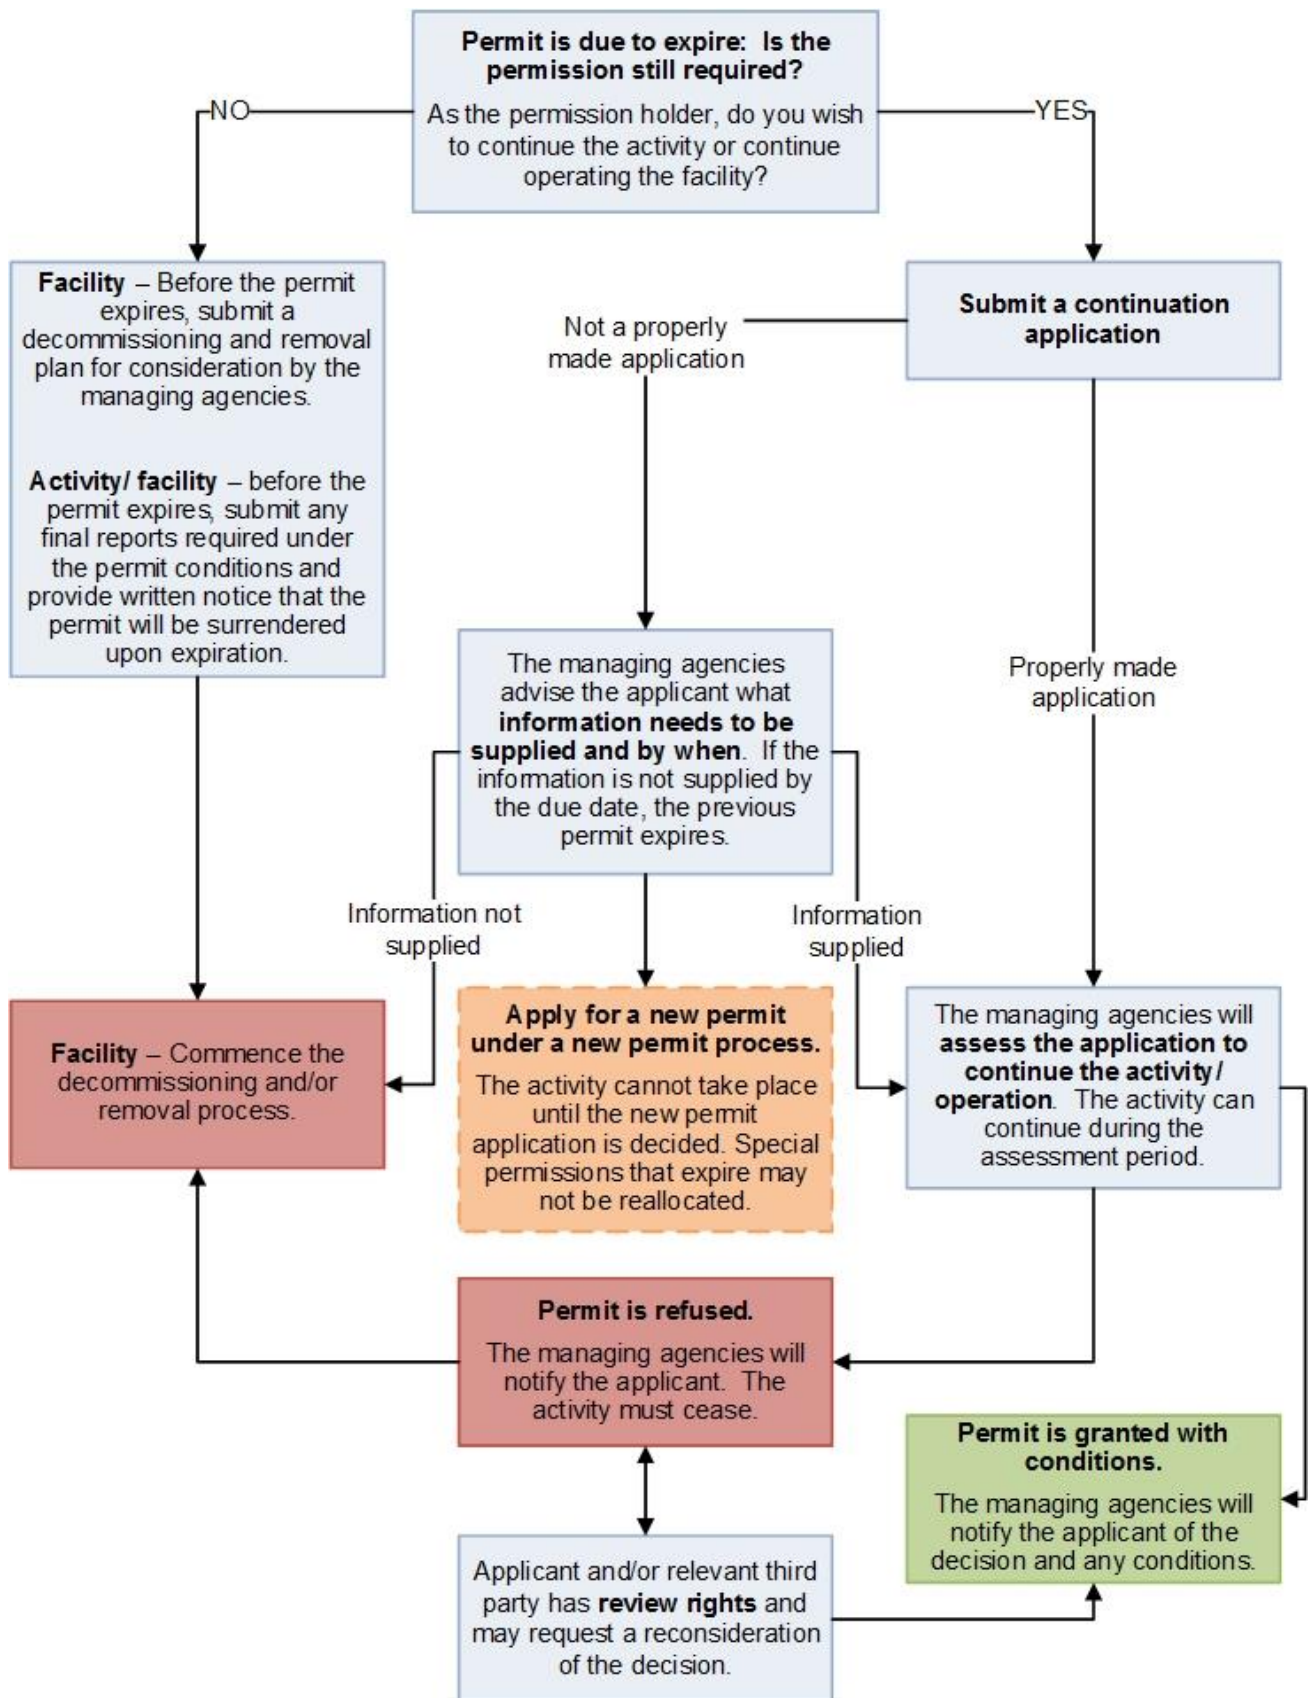 Permit is due to expire:  Is the
permission still required?
As the permission holder, do you wish
to continue the activity or continue
operating the facility?
NO
YES
Facility – Before the permit
expires, submit a
decommissioning and removal
plan for consideration by the
managing agencies.
Activity/ facility – before the
permit expires, submit any
final reports required under
the permit conditions and
provide written notice that the
permit will be surrendered
upon expiration.
Submit a continuation
application
Not a properly
made application
Properly made
application
The managing agencies
advise the applicant what
information needs to be
supplied and by when.  If the
information is not supplied by
the due date, the previous
permit expires.
Information not
supplied
Information
supplied
Facility – Commence the
decommissioning and/or
removal process.
Apply for a new permit
under a new permit process.
The activity cannot take place
until the new permit
application is decided. Special
permissions that expire may
not be reallocated.
The managing agencies will
assess the application to
continue the activity/
operation.  The activity can
continue during the
assessment period.
Permit is refused.
The managing agencies will
notify the applicant.  The
activity must cease.
Permit is granted with
conditions.
The managing agencies will
notify the applicant of the
decision and any conditions.
Applicant and/or relevant third
party has review rights and
may request a reconsideration
of the decision.